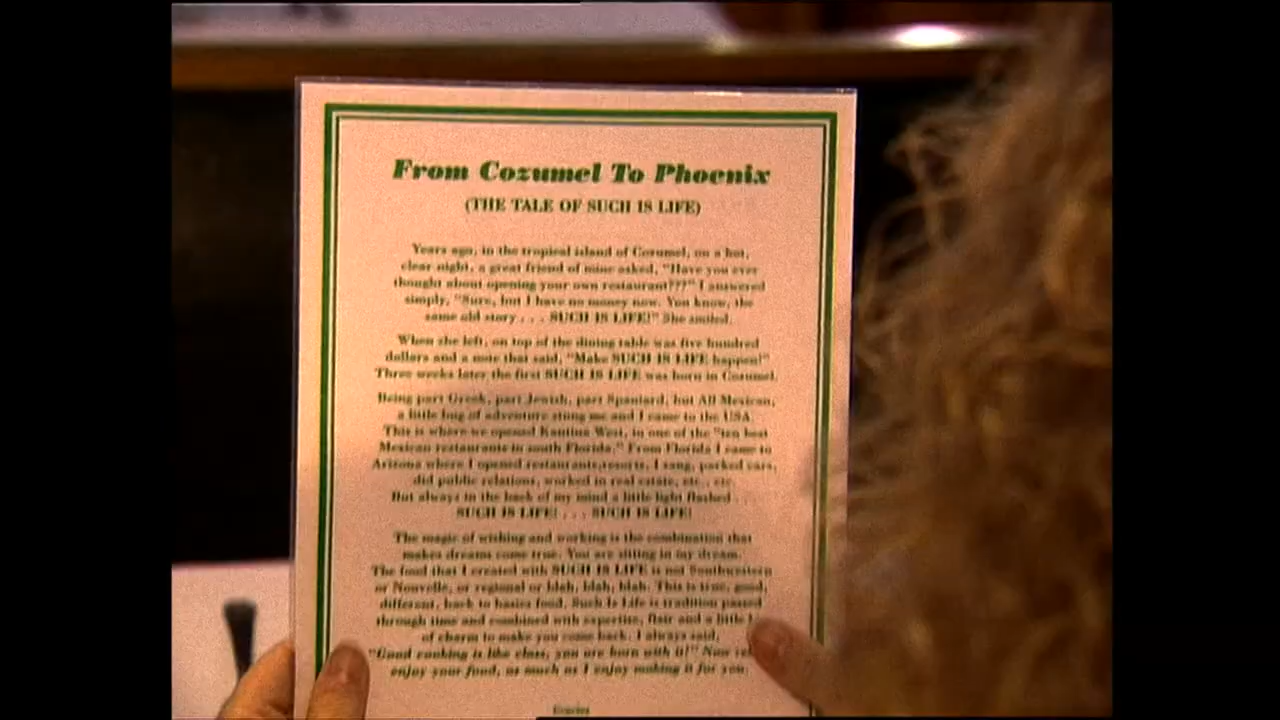 From Cozumel To Phoenix
(THE TALE OF SUCH IS LIFE)
Years ago, in the tropical island of Cozumel, on a hot,
clear night, a great friend of mine asked, "Have you ever
thought about opening your own restaurant???" I answered
simply, "Sure, but I have no money now. You know, the
same old story . . . SUCH IS LIFE!" She smiled.
When she left, on top of the dining table was five hundred
dollars and a note that said, "Make SUCH IS LIFE happen!"
Three weeks later the first SUCH IS LIFE was born in Cozumel.
Being part Greek, part Jewish, part Spaniard, but All Mexican,
a little bug of adventure stung me and I came to the USA.
This is where we opened Kantina West, in one of the "ten best
Mexican restaurants in south Florida." From Florida I came to
Arizona where I opened restaurants, resorts, I sang, parked cars,
did public relations, worked in real estate, etc., etc.
But always in the back of my mind a little light flashed . . .
SUCH IS LIFE! . . . SUCH IS LIFE!
The magic of wishing and working is the combination that
makes dreams come true. You are sitting in my dream.
The food that I created with SUCH IS LIFE is not Southwestern
or Nouvelle, or regional or blah, blah, blah. This is true, good,
different, back to basics food. Such Is Life is tradition passed
through time and combined with expertise, flair and a little
of charm to make you come back. I always said,
"Good cooking is like class, you are born with it!" Now
enjoy your food, as much as I enjoy making it for you.
Gracias